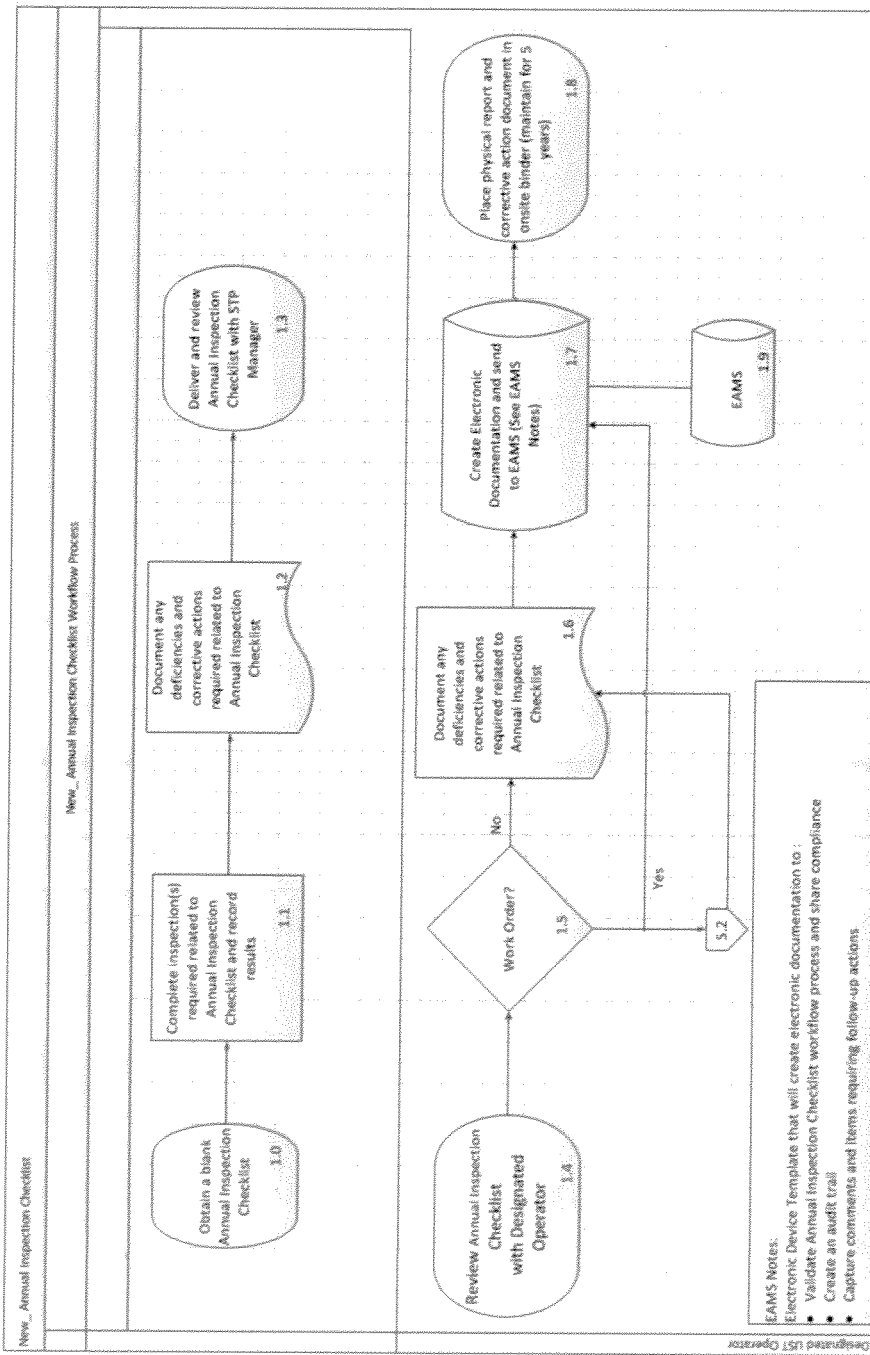 New_ Annual Inspection Checklist
New_ Annual Inspection Checklist Workflow Process
Designated UST Operator
Obtain a blank
Annual Inspection
Checklist
1.0
Complete inspection(s)
required related to
Annual Inspection
Checklist and record
results
1.1
Document any
deficiencies and
corrective actions
required related to
Annual Inspection
Checklist
1.2
Deliver and review
Annual Inspection
Checklist with STP
Manager
1.3
Review Annual Inspection
Checklist
with Designated
Operator
1.4
Work Order?
1.5
No
Yes
5.2
Document any
deficiencies and
corrective actions
required related to
Annual Inspection
Checklist
1.6
Create Electronic
Documentation and send
to EAMS (See EAMS
Notes)
1.7
Place physical report and
corrective action document in
onsite binder (maintain for 5
years)
1.8
EAMS
1.9
EAMS Notes:
Electronic Device Template that will create electronic documentation to :
• Validate Annual Inspection Checklist workflow process and share compliance
• Create an audit trail
• Capture comments and items requiring follow-up actions